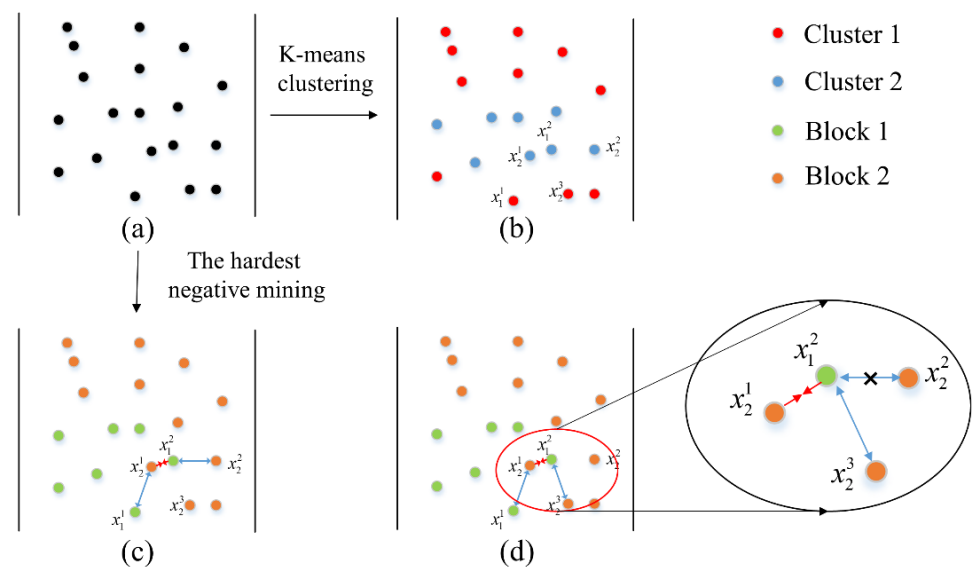 K-means
clustering
Cluster 1
Cluster 2
Block 1
Block 2
x_1^2
x_2^1
x_2^2
x_1^1
x_2^3
(a)
(b)
The hardest
negative mining
x_1^2
x_2^1
x_2^2
x_1^1
x_2^3
(c)
x_1^2
x_2^1
x_2^2
x_1^1
x_2^3
(d)
x_1^2
x_2^2
x_2^1
x_2^3